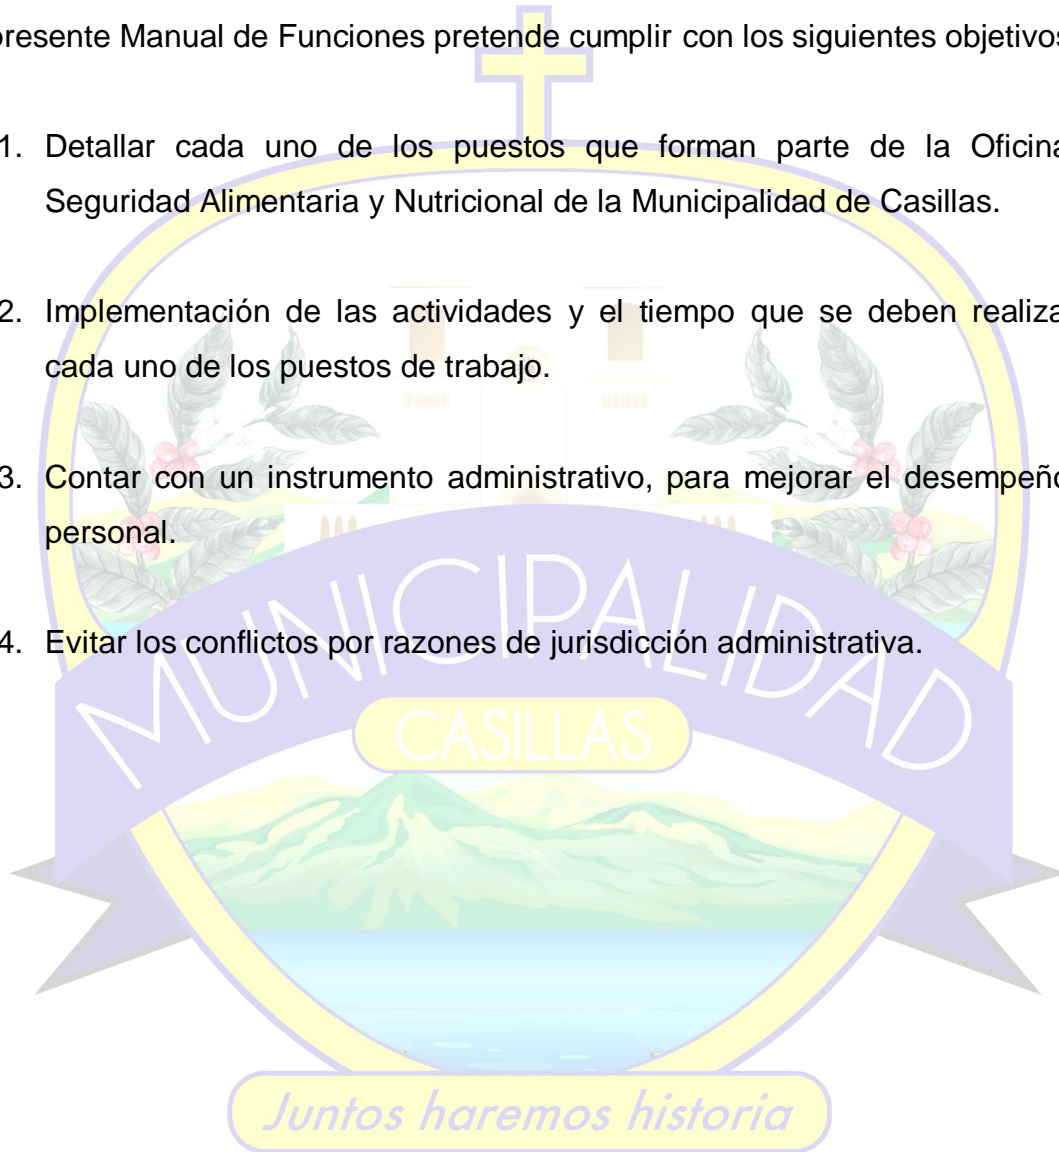 presente Manual de Funciones pretende cumplir con los siguientes objetivos
1. Detallar cada uno de los puestos que forman parte de la Oficina
Seguridad Alimentaria y Nutricional de la Municipalidad de Casillas.
2. Implementación de las actividades y el tiempo que se deben realiza
cada uno de los puestos de trabajo.
3. Contar con un instrumento administrativo, para mejorar el desempeño
personal.
4. Evitar los conflictos por razones de jurisdicción administrativa.
MUNICIPALIDAD
CASILLAS
Juntos haremos historia